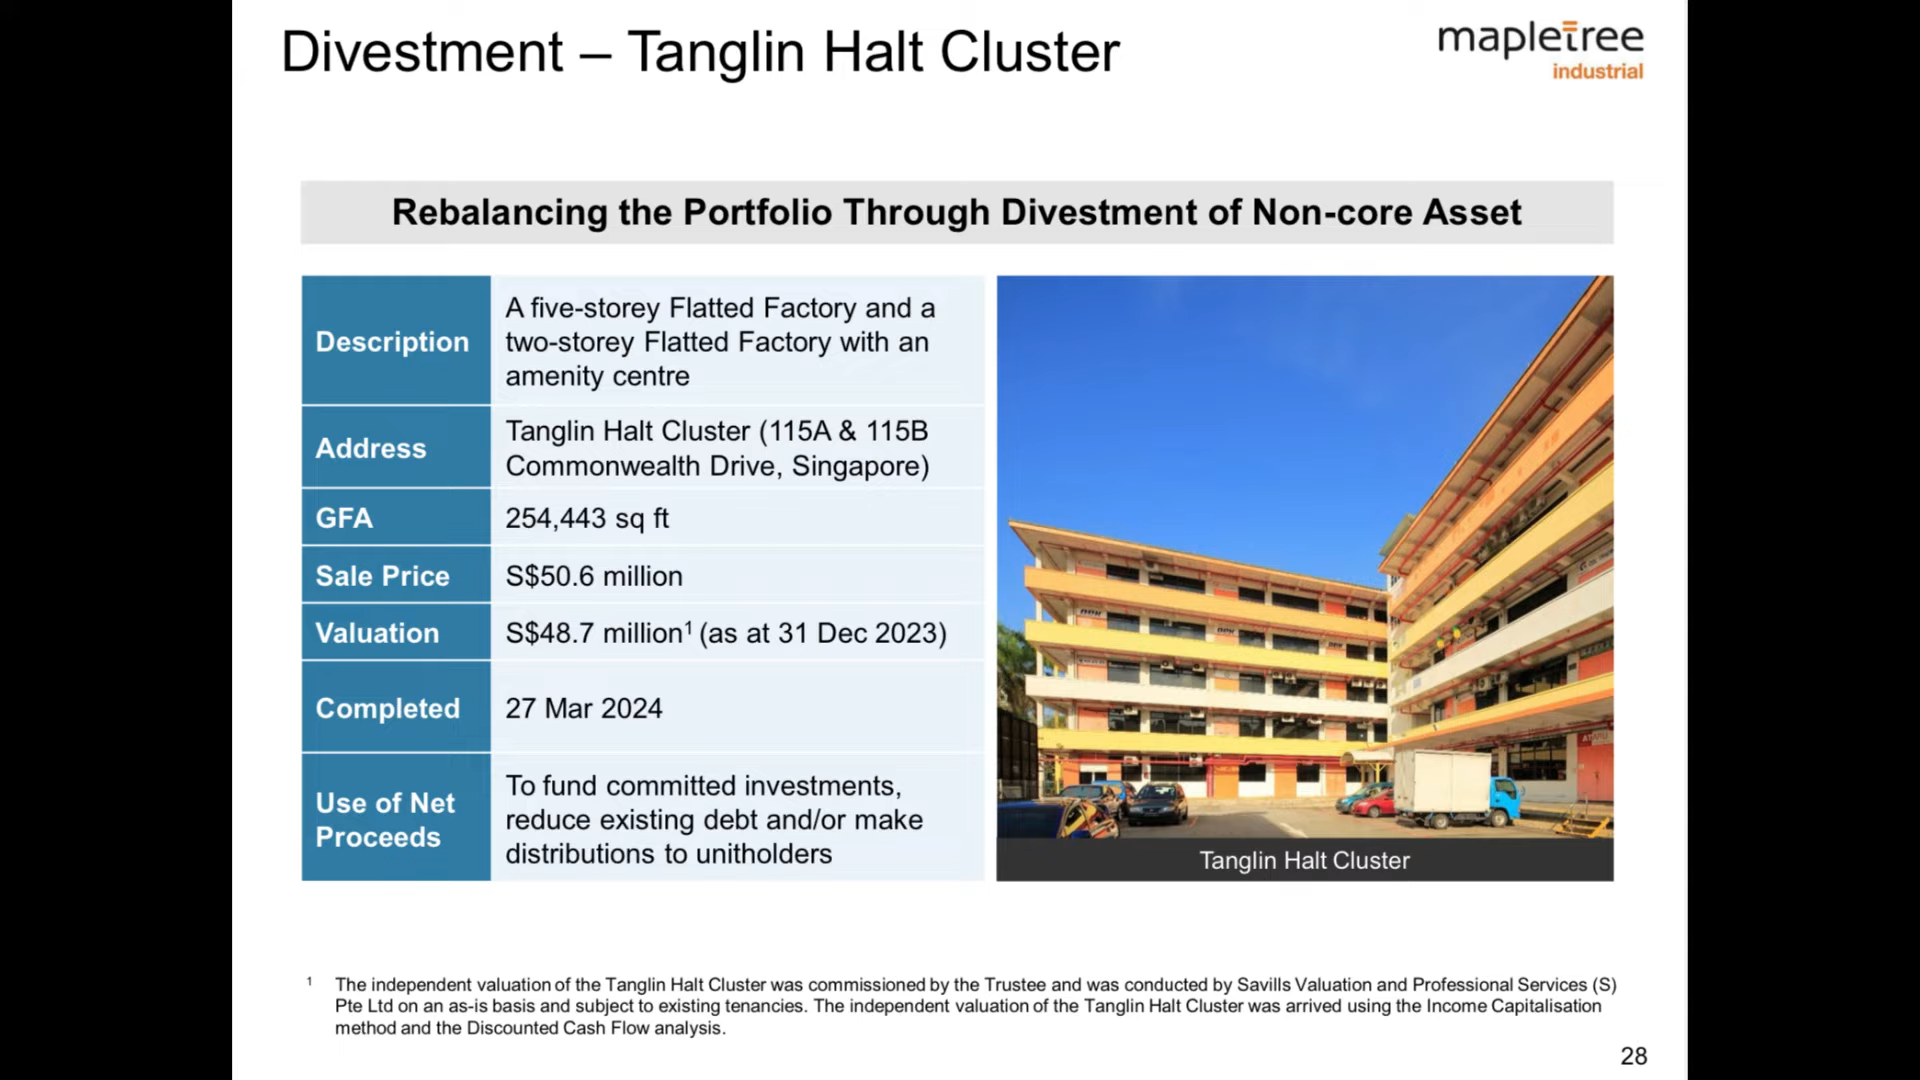 Divestment – Tanglin Halt Cluster
mapletree
industrial
Rebalancing the Portfolio Through Divestment of Non-core Asset
Description
A five-storey Flatted Factory and a
two-storey Flatted Factory with an
amenity centre
Address
Tanglin Halt Cluster (115A & 115B
Commonwealth Drive, Singapore)
GFA
254,443 sq ft
Sale Price
S$50.6 million
Valuation
S$48.7 million¹ (as at 31 Dec 2023)
Completed
27 Mar 2024
Use of Net
Proceeds
To fund committed investments,
reduce existing debt and/or make
distributions to unitholders
Tanglin Halt Cluster
1 The independent valuation of the Tanglin Halt Cluster was commissioned by the Trustee and was conducted by Savills Valuation and Professional Services (S)
Pte Ltd on an as-is basis and subject to existing tenancies. The independent valuation of the Tanglin Halt Cluster was arrived using the Income Capitalisation
method and the Discounted Cash Flow analysis.
28